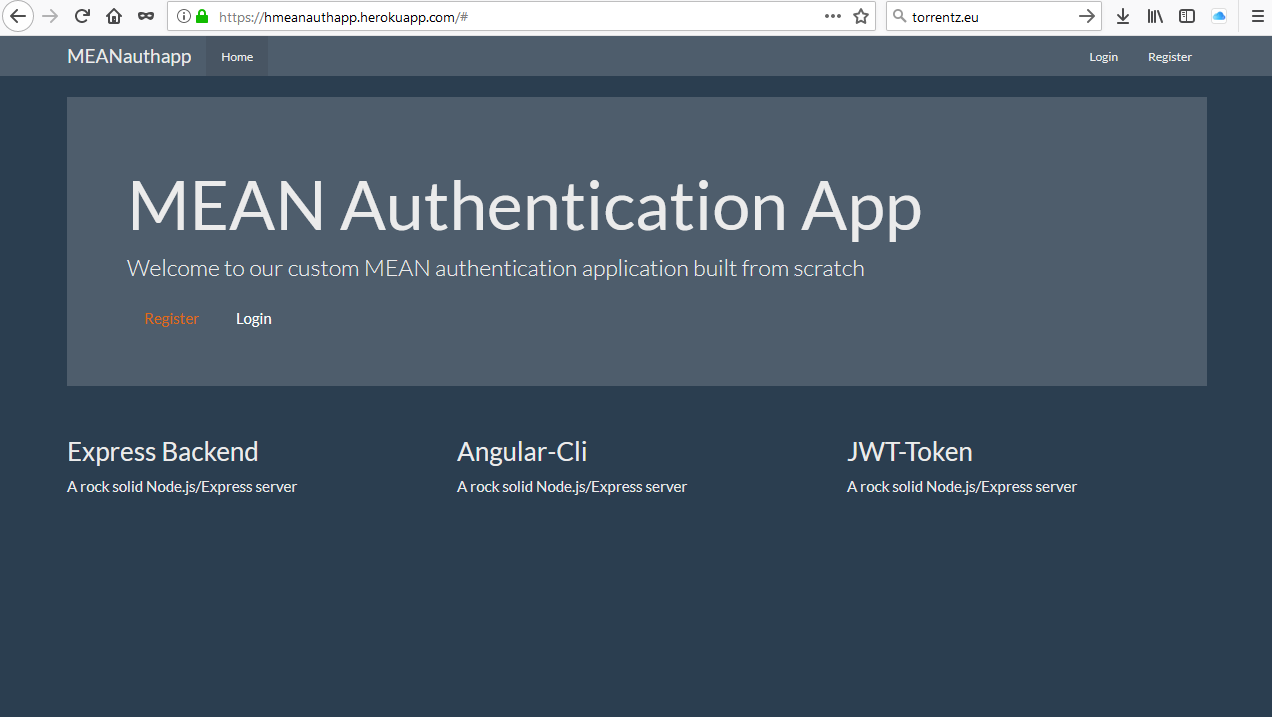 https://hmeanauthapp.herokuapp.com/#
torrentz.eu
MEANauthapp Home Login Register
MEAN Authentication App
Welcome to our custom MEAN authentication application built from scratch
Register Login
Express Backend
A rock solid Node.js/Express server
Angular-Cli
A rock solid Node.js/Express server
JWT-Token
A rock solid Node.js/Express server